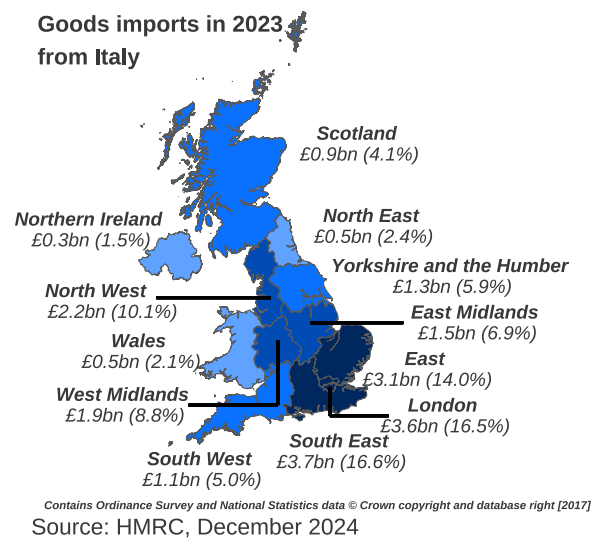 Goods imports in 2023
from Italy
Scotland
£0.9bn (4.1%)
Northern Ireland
£0.3bn (1.5%)
North East
£0.5bn (2.4%)
Yorkshire and the Humber
£1.3bn (5.9%)
North West
£2.2bn (10.1%)
East Midlands
£1.5bn (6.9%)
Wales
£0.5bn (2.1%)
East
£3.1bn (14.0%)
West Midlands
£1.9bn (8.8%)
London
£3.6bn (16.5%)
South East
£3.7bn (16.6%)
South West
£1.1bn (5.0%)
Contains Ordinance Survey and National Statistics data © Crown copyright and database right [2017]
Source: HMRC, December 2024